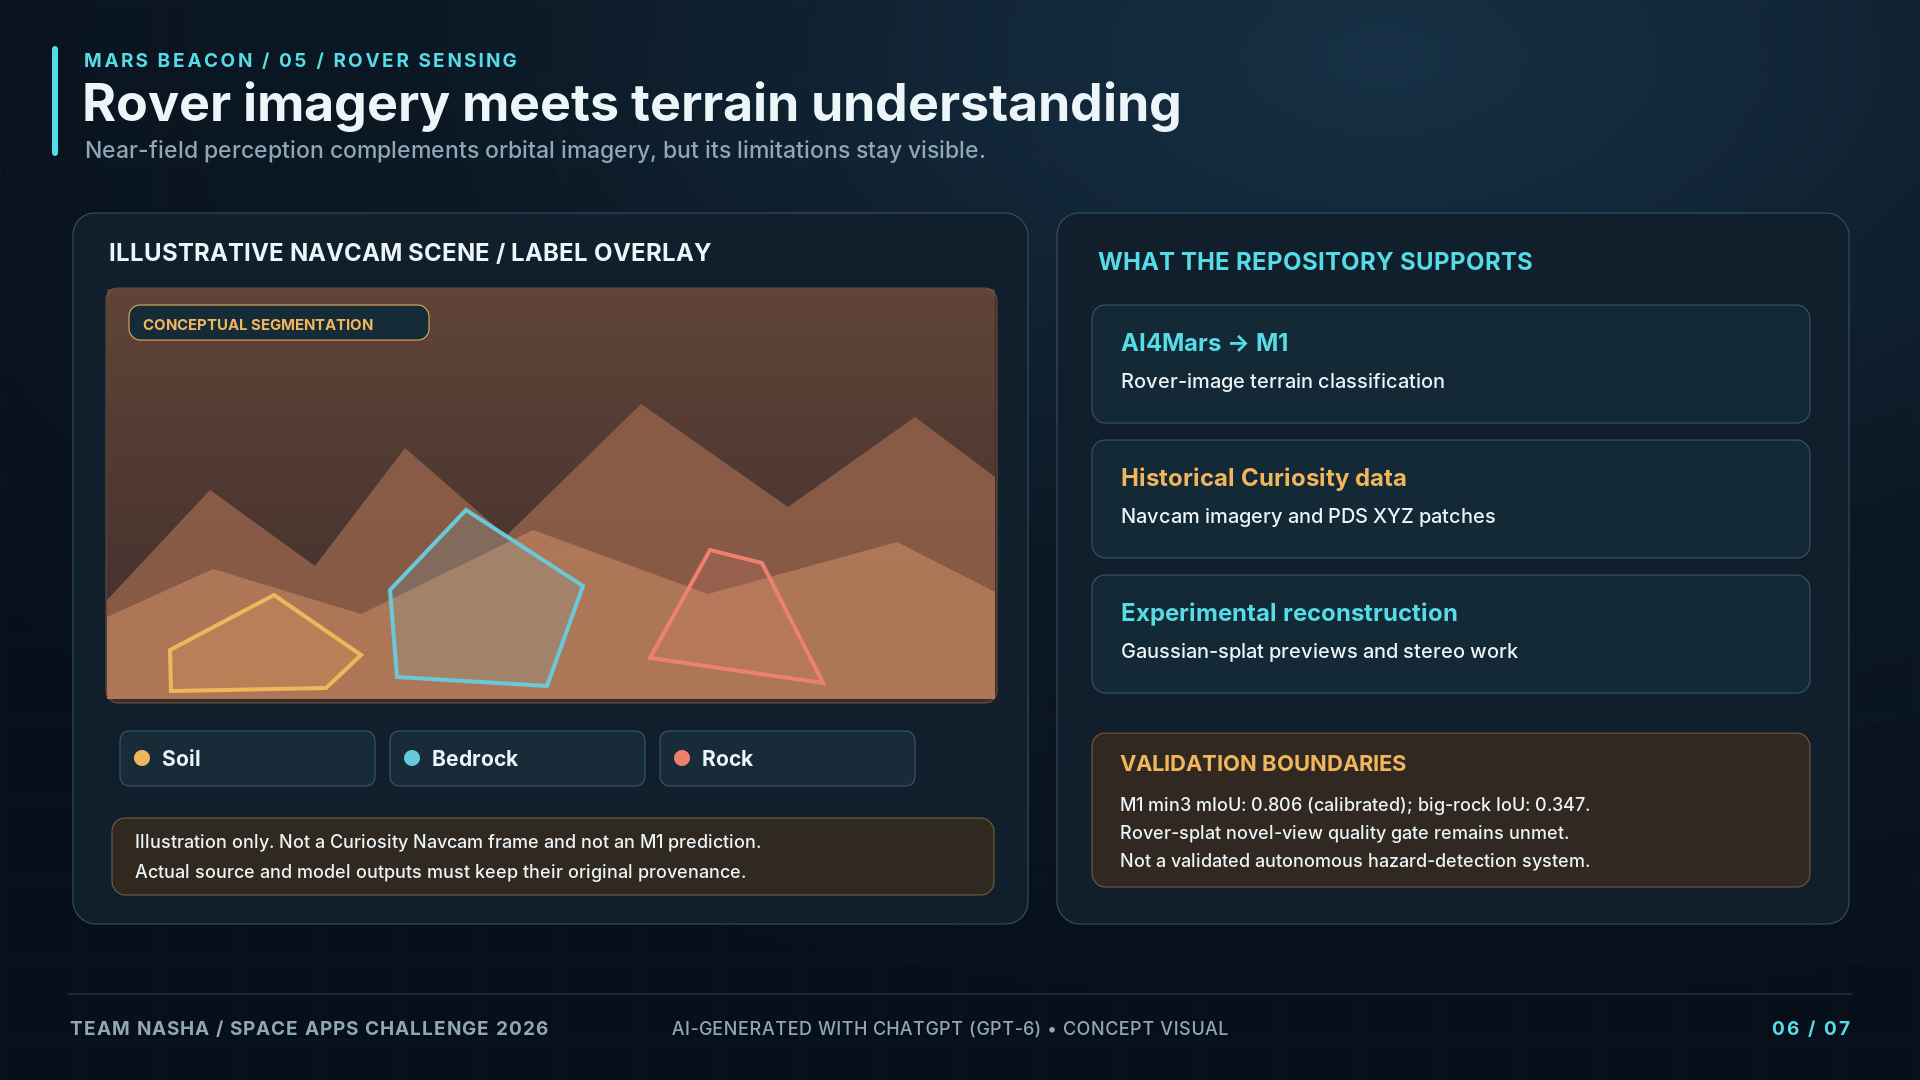 MARS BEACON / 05 / ROVER SENSING
Rover imagery meets terrain understanding
Near-field perception complements orbital imagery, but its limitations stay visible.
ILLUSTRATIVE NAVCAM SCENE / LABEL OVERLAY
CONCEPTUAL SEGMENTATION
Soil
Bedrock
Rock
Illustration only. Not a Curiosity Navcam frame and not an M1 prediction.
Actual source and model outputs must keep their original provenance.
WHAT THE REPOSITORY SUPPORTS
AI4Mars → M1
Rover-image terrain classification
Historical Curiosity data
Navcam imagery and PDS XYZ patches
Experimental reconstruction
Gaussian-splat previews and stereo work
VALIDATION BOUNDARIES
M1 min3 mIoU: 0.806 (calibrated); big-rock IoU: 0.347.
Rover-splat novel-view quality gate remains unmet.
Not a validated autonomous hazard-detection system.
TEAM NASHA / SPACE APPS CHALLENGE 2026
AI-GENERATED WITH CHATGPT (GPT-6) • CONCEPT VISUAL
06 / 07